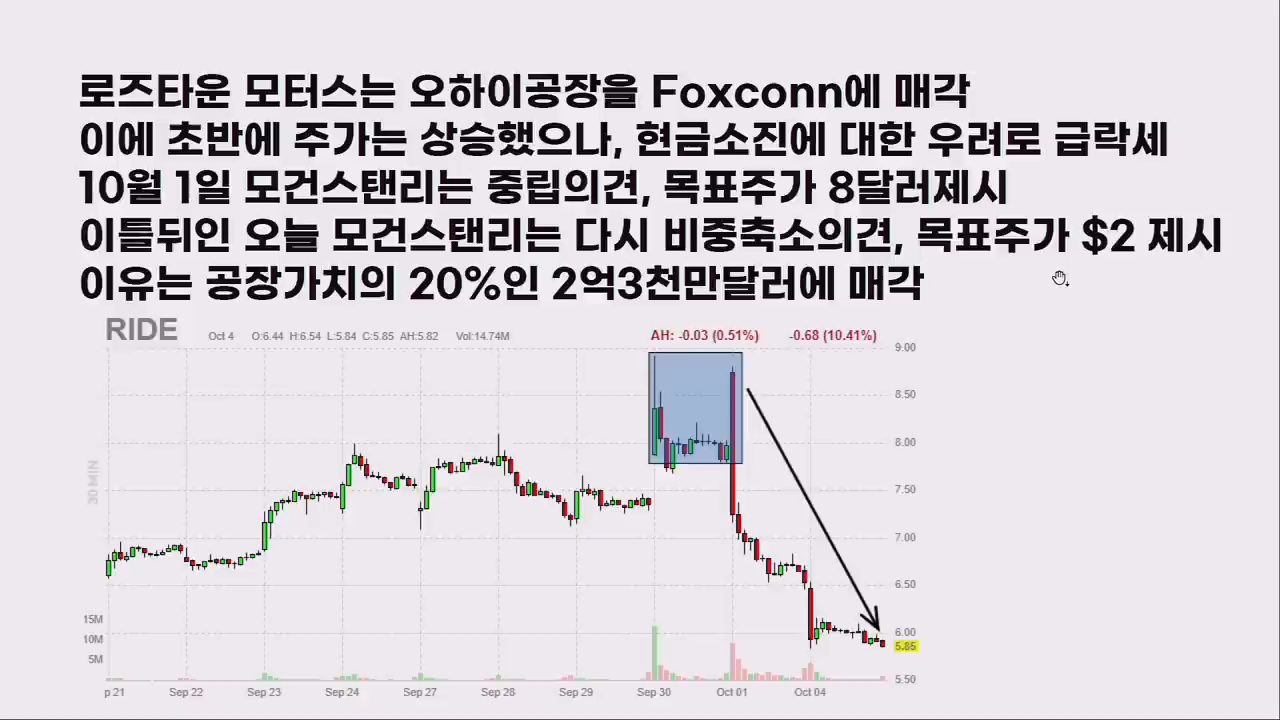 로즈타운 모터스는 오하이공장을 Foxconn에 매각
이에 초반에 주가는 상승했으나, 현금소진에 대한 우려로 급락세
10월 1일 모건스탠리는 중립의견, 목표주가 8달러제시
이틀뒤인 오늘 모건스탠리는 다시 비중축소의견, 목표주가 $2 제시
이유는 공장가치의 20%인 2억3천만달러에 매각
RIDE Oct 4 O:6.44 H:6.54 L:5.84 C:5.85 AH:5.82 Vol:14.74M AH: -0.03 (0.51%) -0.68 (10.41%)
9.00
8.50
8.00
7.50
7.00
6.50
6.00
5.85
5.50
30 MIN
15M
10M
5M
p 21 Sep 22 Sep 23 Sep 24 Sep 27 Sep 28 Sep 29 Sep 30 Oct 01 Oct 04